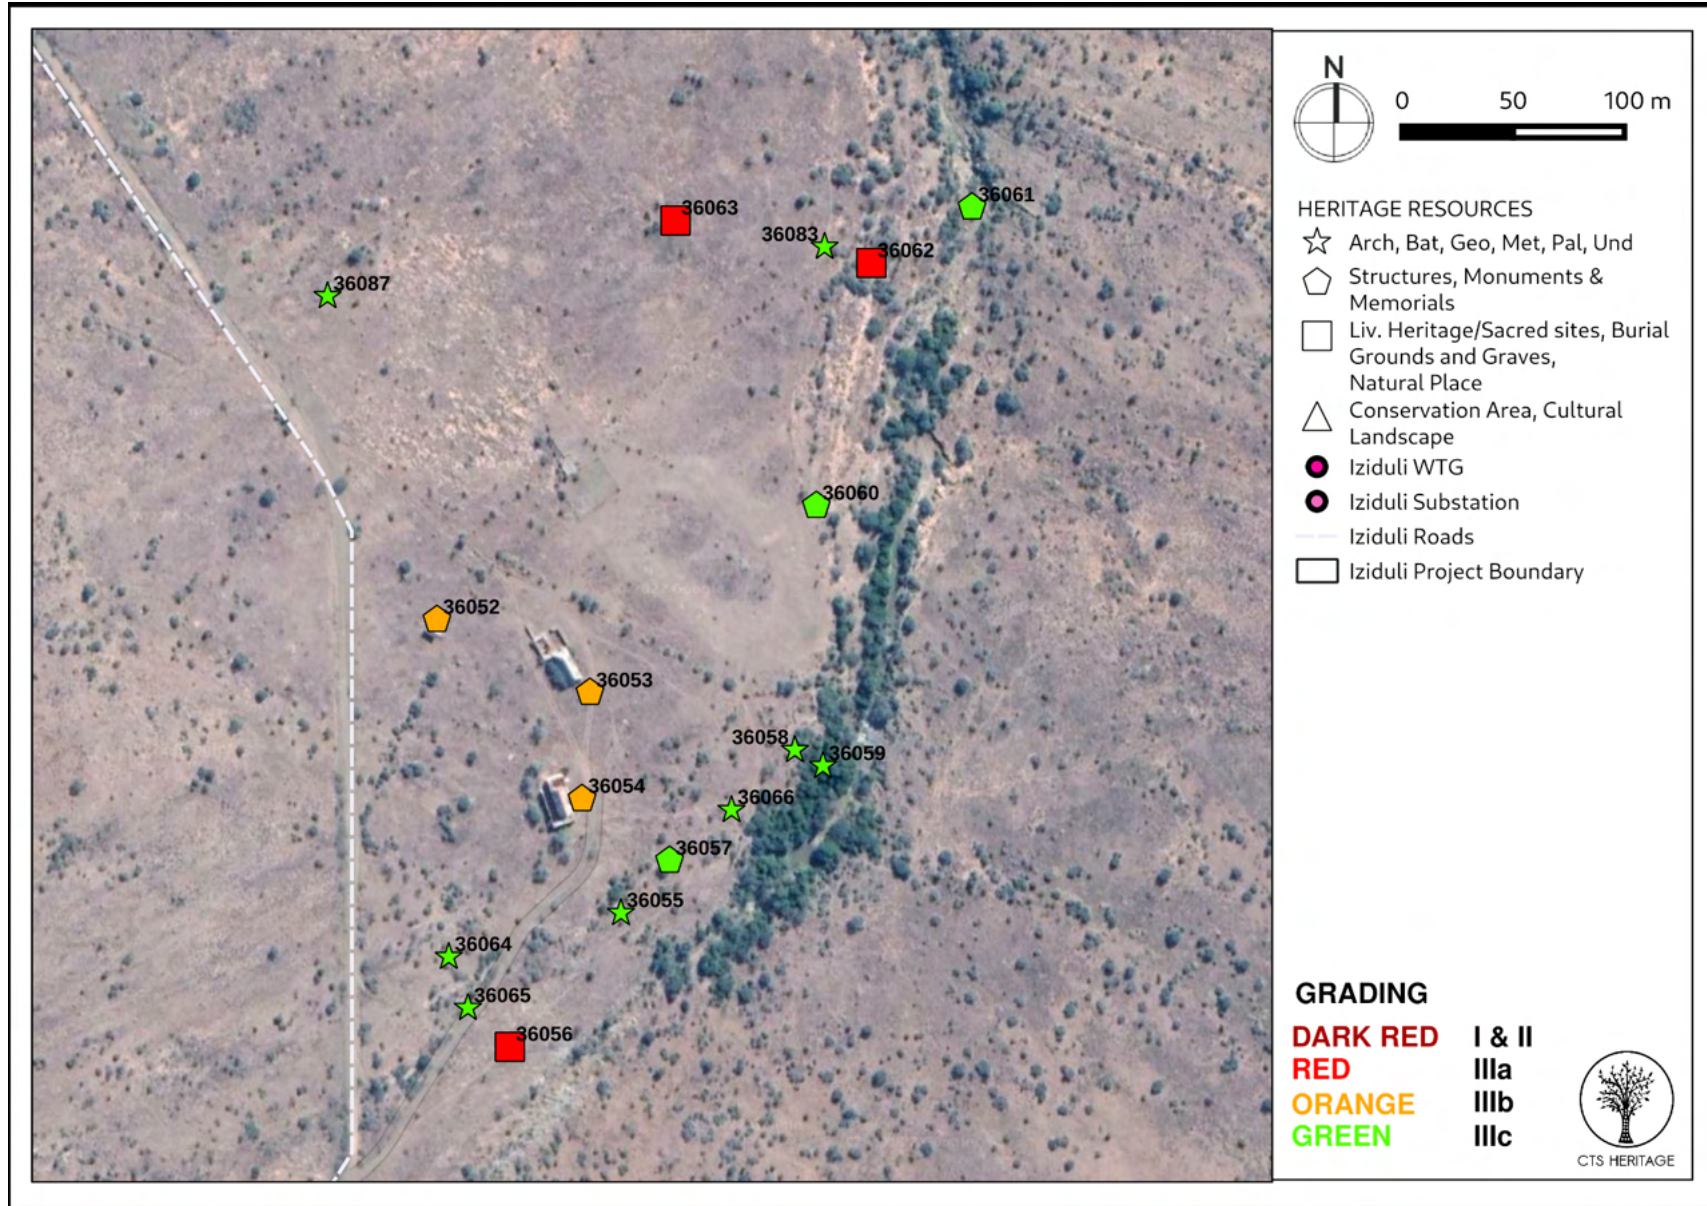 36061
36063
36083
36062
36087
36060
36052
36053
36058
36059
36054
36066
36057
36055
36064
36065
36056
N
0 50 100 m
HERITAGE RESOURCES
Arch, Bat, Geo, Met, Pal, Und
Structures, Monuments &
Memorials
Liv. Heritage/Sacred sites, Burial
Grounds and Graves,
Natural Place
Conservation Area, Cultural
Landscape
Iziduli WTG
Iziduli Substation
Iziduli Roads
Iziduli Project Boundary
GRADING
DARK RED I & II
RED IIIa
ORANGE IIIb
GREEN IIIc
CTS HERITAGE